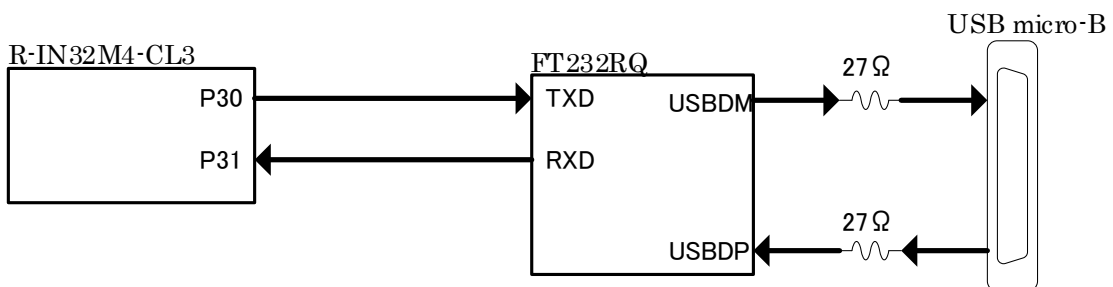 USB micro-B
R-IN32M4-CL3
FT232RQ
27Ω
P30
TXD
USBDM
P31
RXD
27Ω
USBDP